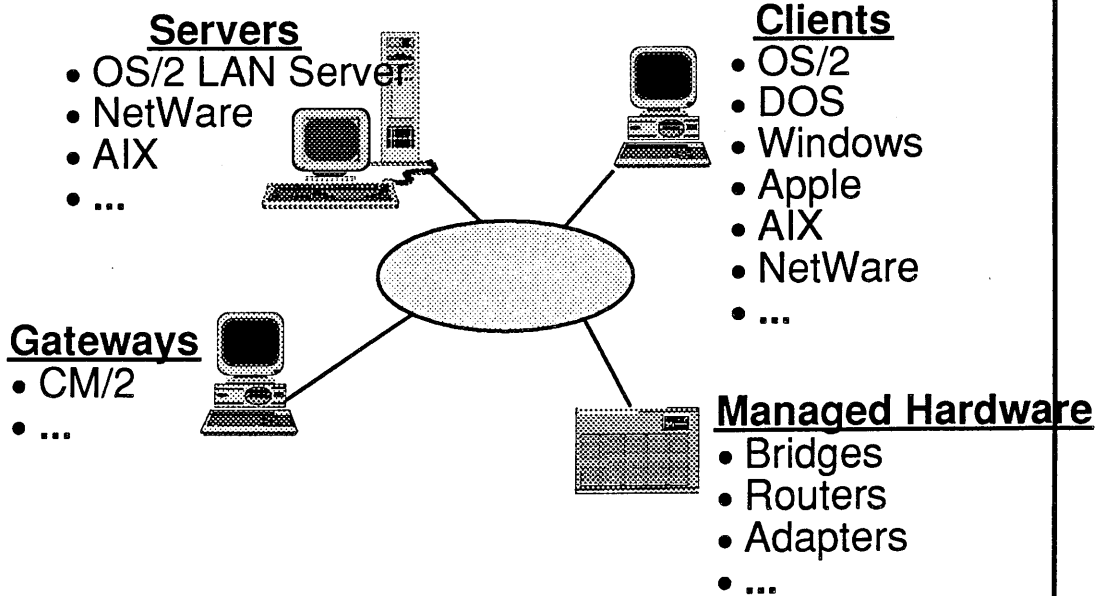 Servers
• OS/2 LAN Server
• NetWare
• AIX
• ...
Clients
• OS/2
• DOS
• Windows
• Apple
• AIX
• NetWare
• ...
Gateways
• CM/2
• ...
Managed Hardware
• Bridges
• Routers
• Adapters
• ...